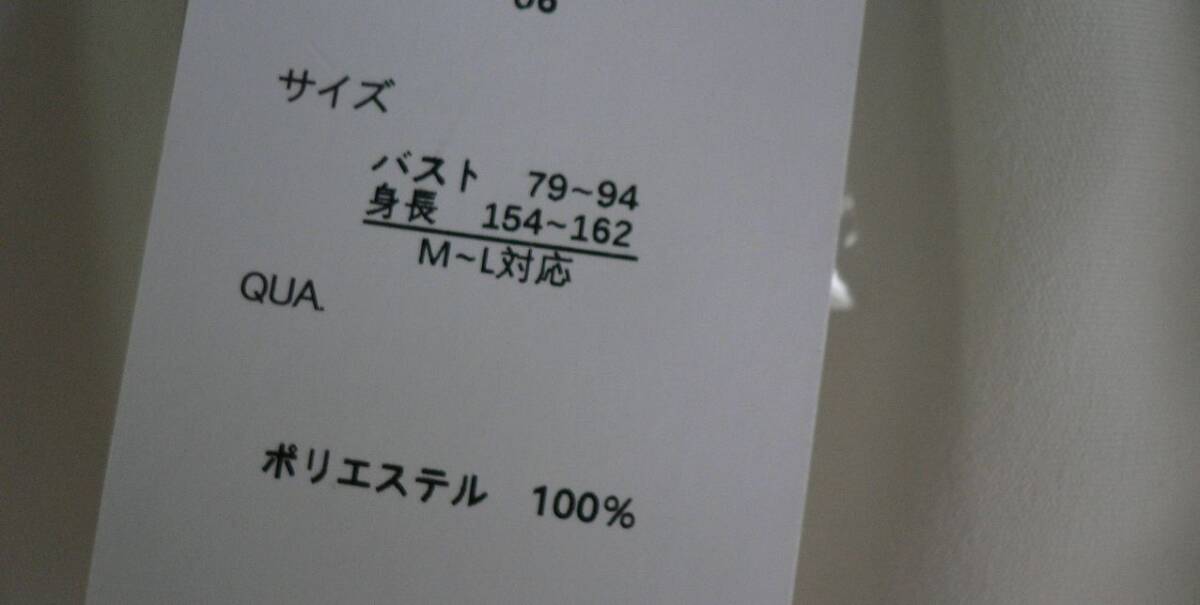 サイズ
バスト 79~94
身長 154~162
M~L対応
QUA.
ポリエステル 100%